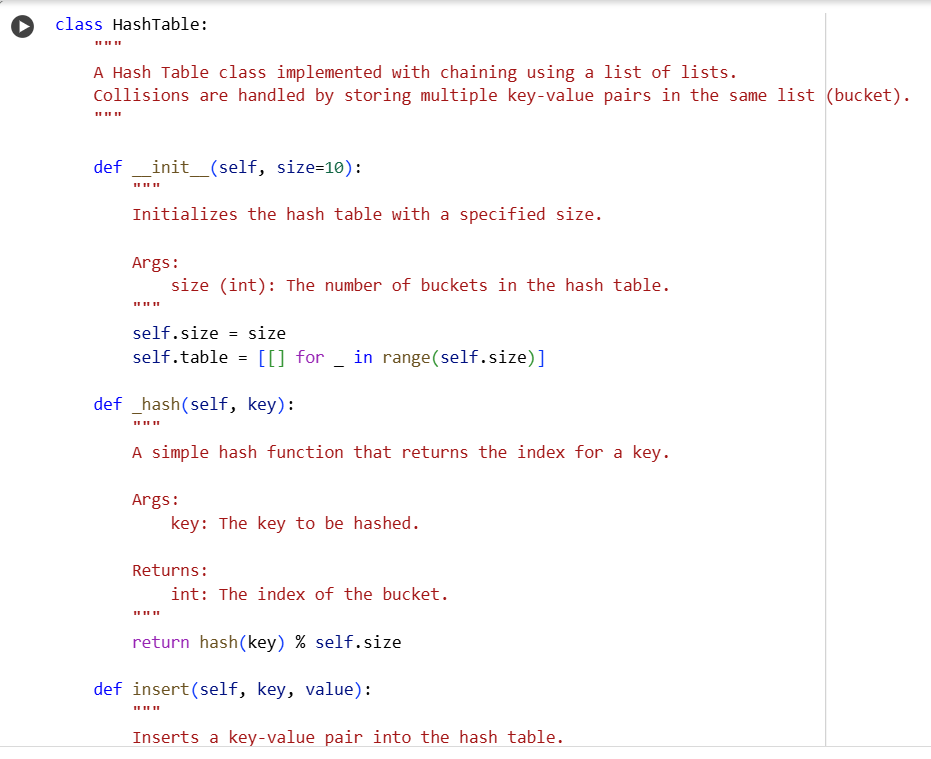 class HashTable:
    """
    A Hash Table class implemented with chaining using a list of lists.
    Collisions are handled by storing multiple key-value pairs in the same list (bucket).
    """

    def __init__(self, size=10):
        """
        Initializes the hash table with a specified size.

        Args:
            size (int): The number of buckets in the hash table.
        """
        self.size = size
        self.table = [[] for _ in range(self.size)]

    def _hash(self, key):
        """
        A simple hash function that returns the index for a key.

        Args:
            key: The key to be hashed.

        Returns:
            int: The index of the bucket.
        """
        return hash(key) % self.size

    def insert(self, key, value):
        """
        Inserts a key-value pair into the hash table.